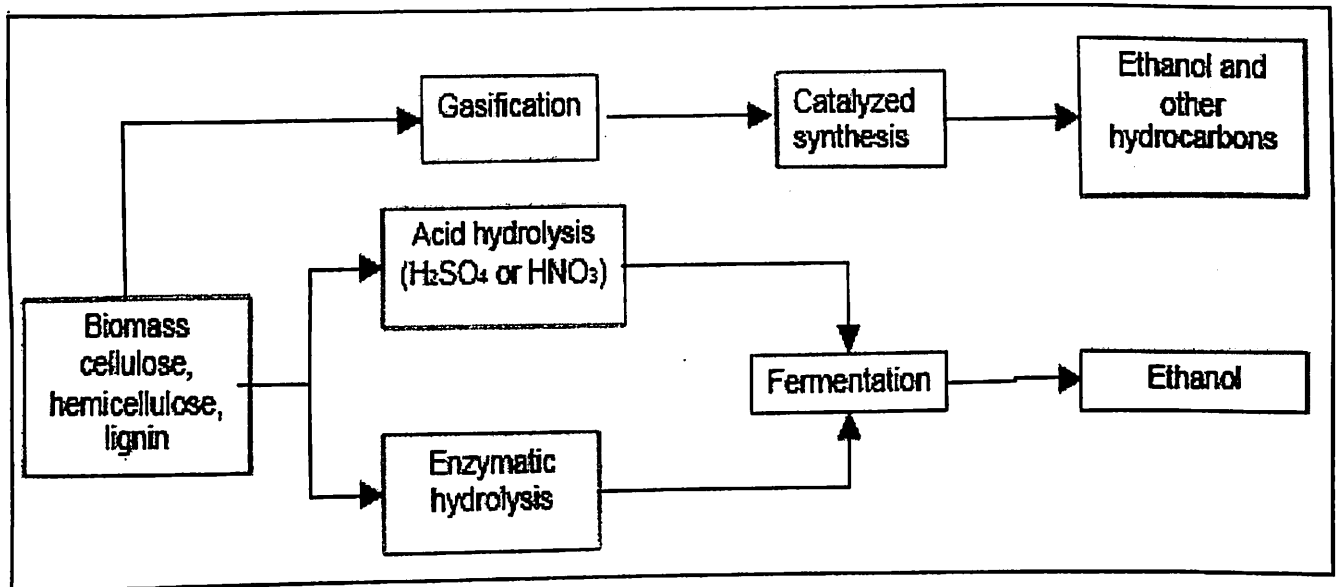 Gasification
Catalyzed
synthesis
Ethanol and
other
hydrocarbons
Acid hydrolysis
(H₂SO₄ or HNO₃)
Biomass
cellulose,
hemicellulose,
lignin
Fermentation
Ethanol
Enzymatic
hydrolysis